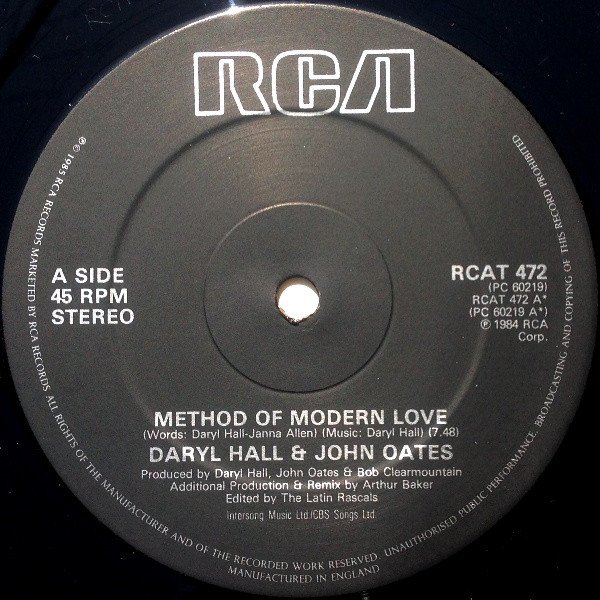 RCA
A SIDE
45 RPM
STEREO
RCAT 472
(PC 60219)
RCAT 472 A*
(PC 60219 A*)
℗ 1984 RCA
Corp.
METHOD OF MODERN LOVE
(Words: Daryl Hall-Janna Allen) (Music: Daryl Hall) (7.48)
DARYL HALL & JOHN OATES
Produced by Daryl Hall, John Oates & Bob Clearmountain
Additional Production & Remix by Arthur Baker
Edited by The Latin Rascals
Intersong Music Ltd./CBS Songs Ltd.
℗ © 1985 RCA RECORDS MARKETED BY RCA RECORDS ALL RIGHTS OF THE MANUFACTURER AND OF THE RECORDED WORK RESERVED. UNAUTHORISED PUBLIC PERFORMANCE, BROADCASTING AND COPYING OF THIS RECORD PROHIBITED
MANUFACTURED IN ENGLAND